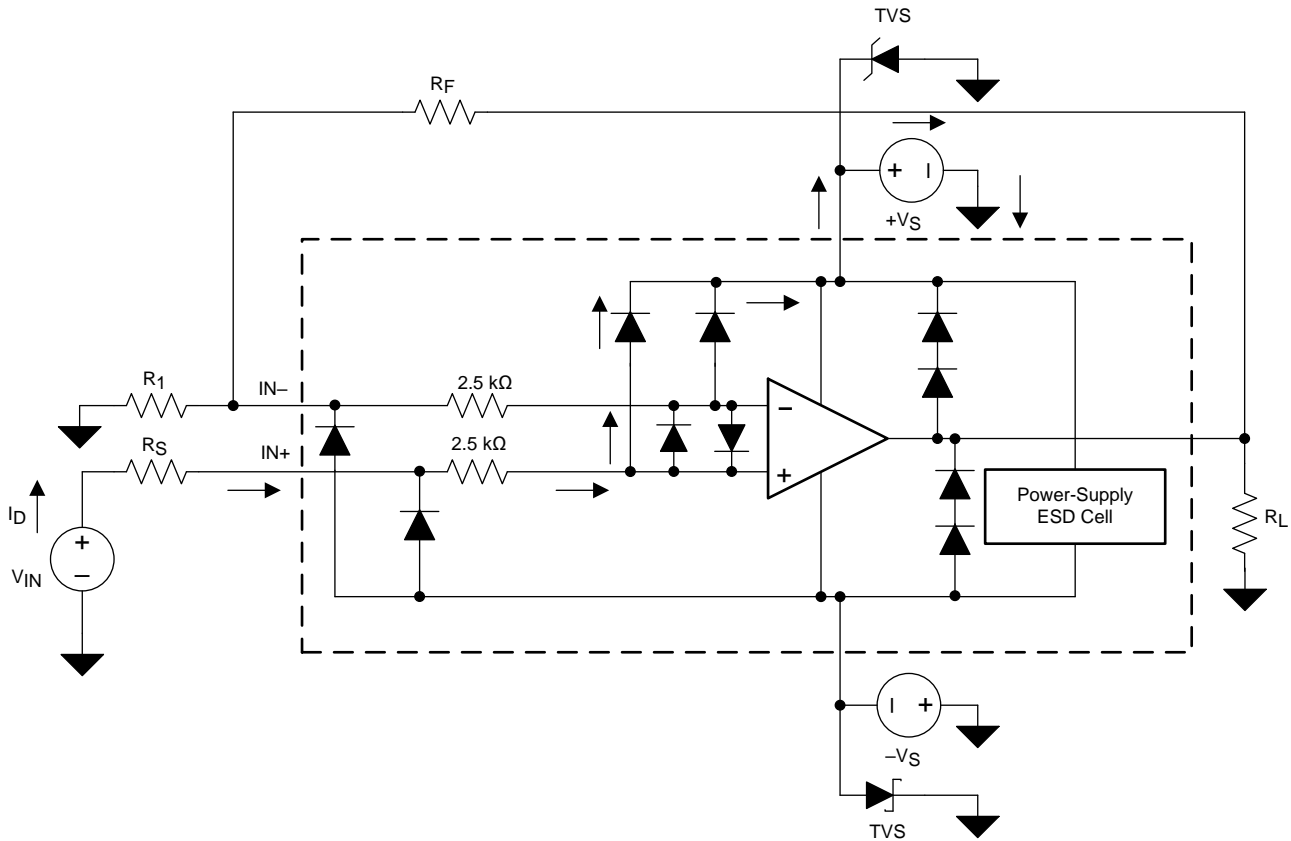 TVS
RF
+ –
+VS
R1
IN–
2.5 kΩ
RS
IN+
2.5 kΩ
–
+
ID
+
–
VIN
Power-Supply
ESD Cell
RL
– +
–VS
TVS